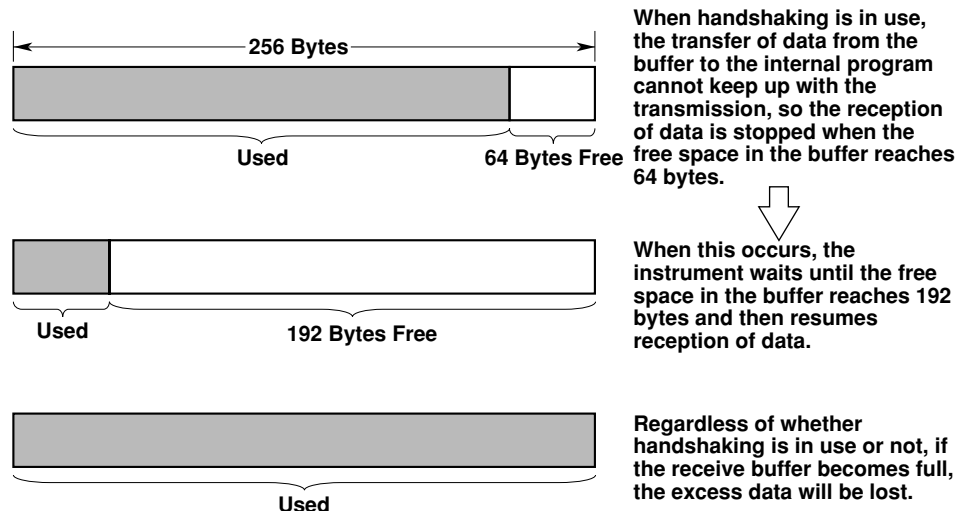 256 Bytes
Used
64 Bytes Free
When handshaking is in use,
the transfer of data from the
buffer to the internal program
cannot keep up with the
transmission, so the reception
of data is stopped when the
free space in the buffer reaches
64 bytes.
Used
192 Bytes Free
When this occurs, the
instrument waits until the free
space in the buffer reaches 192
bytes and then resumes
reception of data.
Used
Regardless of whether
handshaking is in use or not, if
the receive buffer becomes full,
the excess data will be lost.